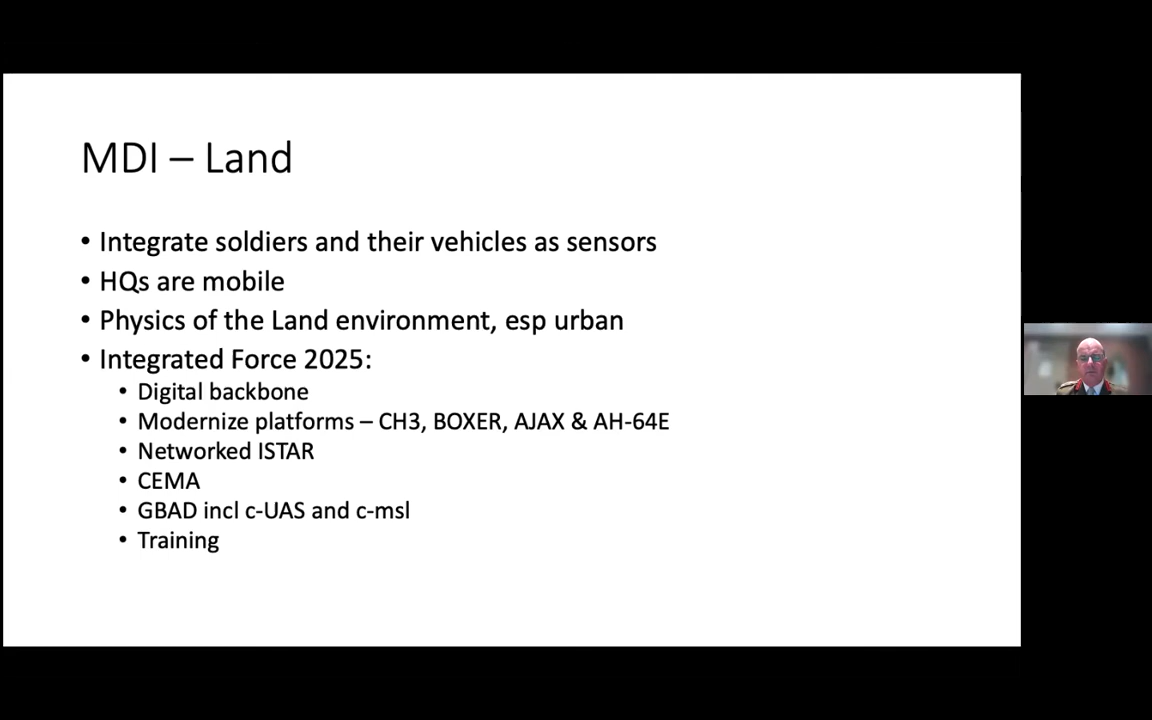 MDI – Land
• Integrate soldiers and their vehicles as sensors
• HQs are mobile
• Physics of the Land environment, esp urban
• Integrated Force 2025:
• Digital backbone
• Modernize platforms – CH3, BOXER, AJAX & AH-64E
• Networked ISTAR
• CEMA
• GBAD incl c-UAS and c-msl
• Training